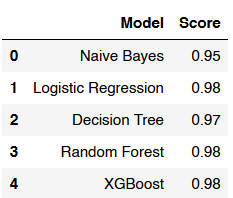 Model Score
0 Naive Bayes 0.95
1 Logistic Regression 0.98
2 Decision Tree 0.97
3 Random Forest 0.98
4 XGBoost 0.98